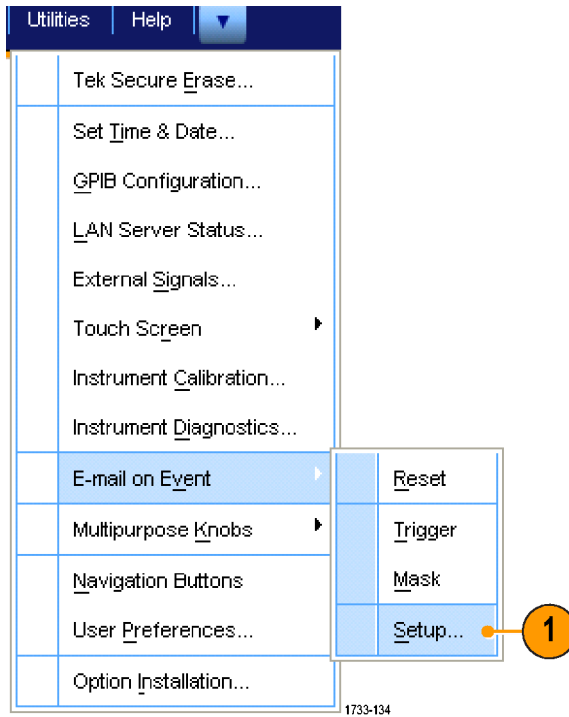 Utilities Help
Tek Secure Erase...
Set Time & Date...
GPIB Configuration...
LAN Server Status...
External Signals...
Touch Screen
Instrument Calibration...
Instrument Diagnostics...
E-mail on Event
Reset
Multipurpose Knobs
Trigger
Navigation Buttons
Mask
User Preferences...
Setup...
1
Option Installation...
1733-134